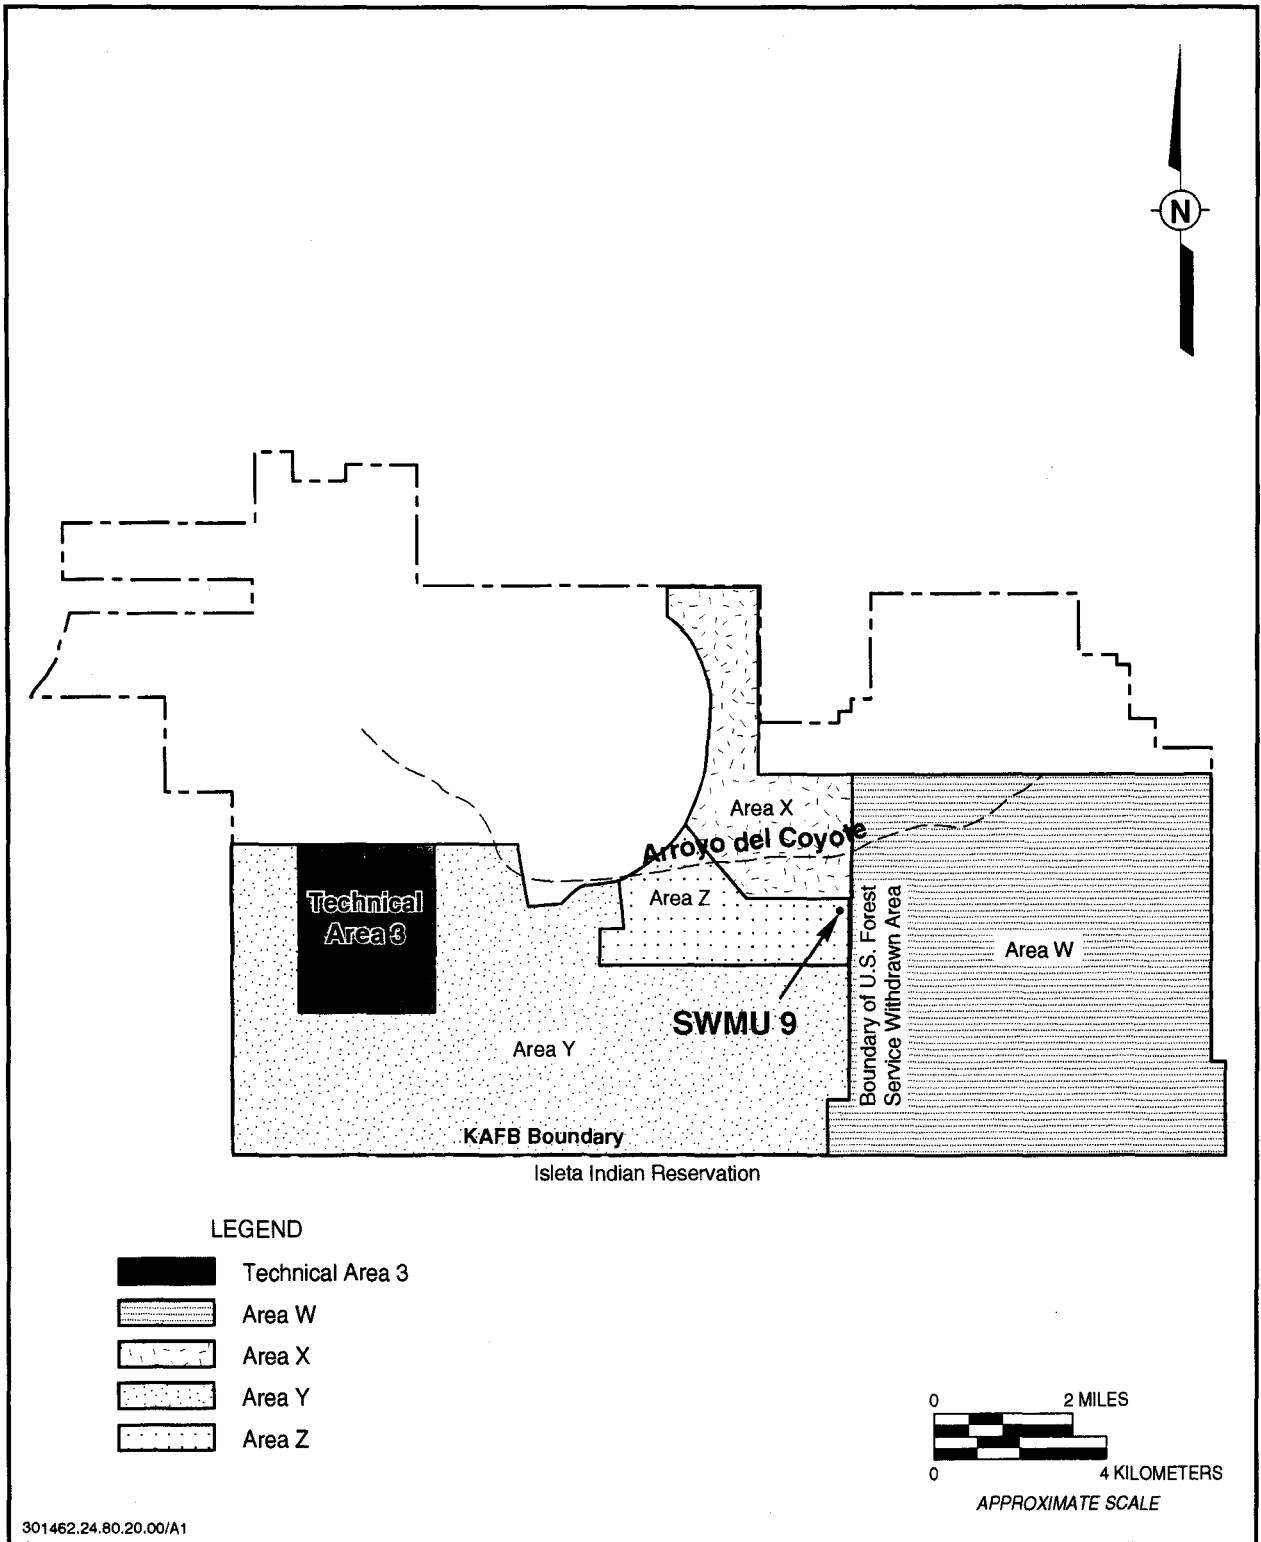 N
Area X
Arroyo del Coyote
Technical
Area 3
Area Z
Area W
SWMU 9
Boundary of U.S. Forest
Service Withdrawn Area
Area Y
KAFB Boundary
Isleta Indian Reservation
LEGEND
Technical Area 3
Area W
Area X
Area Y
Area Z
0 2 MILES
0 4 KILOMETERS
APPROXIMATE SCALE
301462.24.80.20.00/A1